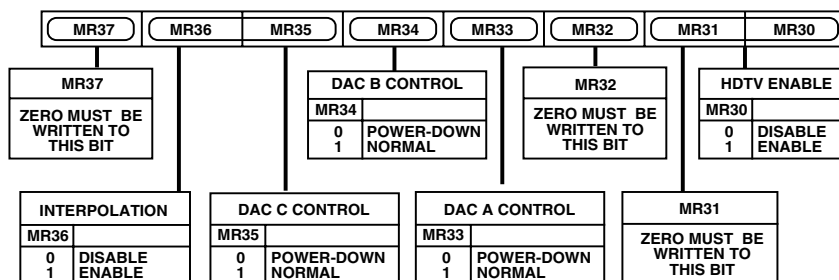 MR37 MR36 MR35 MR34 MR33 MR32 MR31 MR30
MR37
ZERO MUST BE
WRITTEN TO
THIS BIT
DAC B CONTROL
MR34
0 POWER-DOWN
1 NORMAL
MR32
ZERO MUST BE
WRITTEN TO
THIS BIT
HDTV ENABLE
MR30
0 DISABLE
1 ENABLE
INTERPOLATION
MR36
0 DISABLE
1 ENABLE
DAC C CONTROL
MR35
0 POWER-DOWN
1 NORMAL
DAC A CONTROL
MR33
0 POWER-DOWN
1 NORMAL
MR31
ZERO MUST BE
WRITTEN TO
THIS BIT